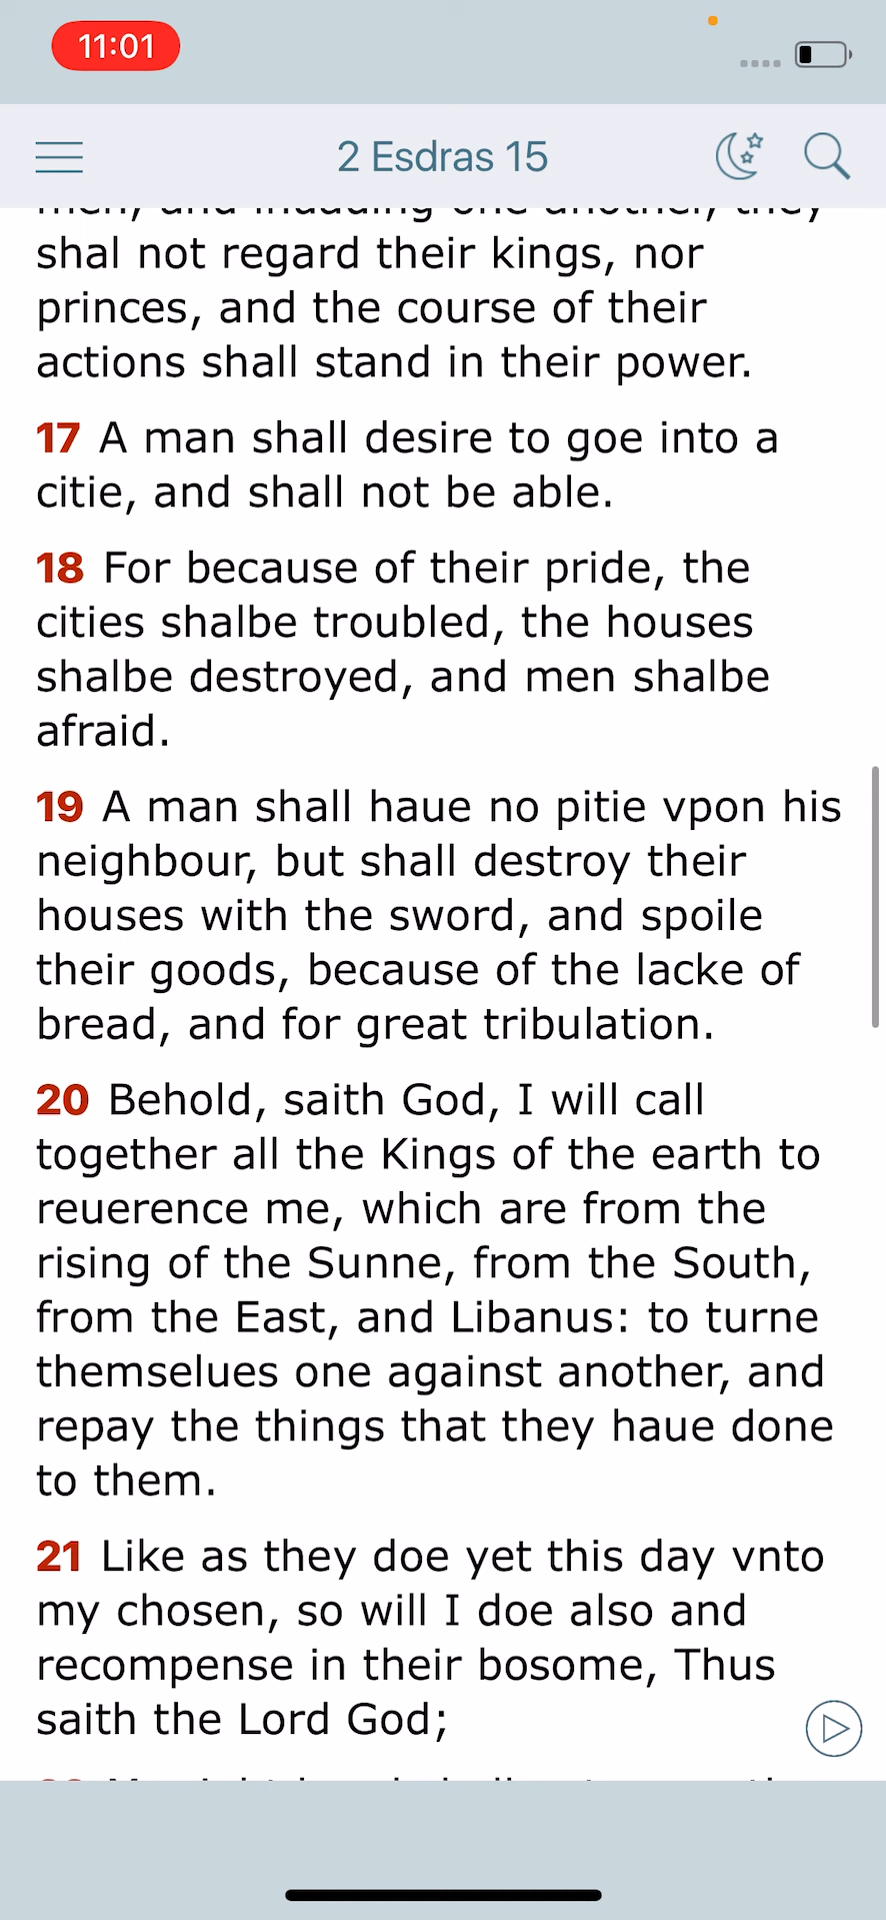 11:01
2 Esdras 15
men, and inuading one another, they
shal not regard their kings, nor
princes, and the course of their
actions shall stand in their power.
17 A man shall desire to goe into a
citie, and shall not be able.
18 For because of their pride, the
cities shalbe troubled, the houses
shalbe destroyed, and men shalbe
afraid.
19 A man shall haue no pitie vpon his
neighbour, but shall destroy their
houses with the sword, and spoile
their goods, because of the lacke of
bread, and for great tribulation.
20 Behold, saith God, I will call
together all the Kings of the earth to
reuerence me, which are from the
rising of the Sunne, from the South,
from the East, and Libanus: to turne
themselues one against another, and
repay the things that they haue done
to them.
21 Like as they doe yet this day vnto
my chosen, so will I doe also and
recompense in their bosome, Thus
saith the Lord God;